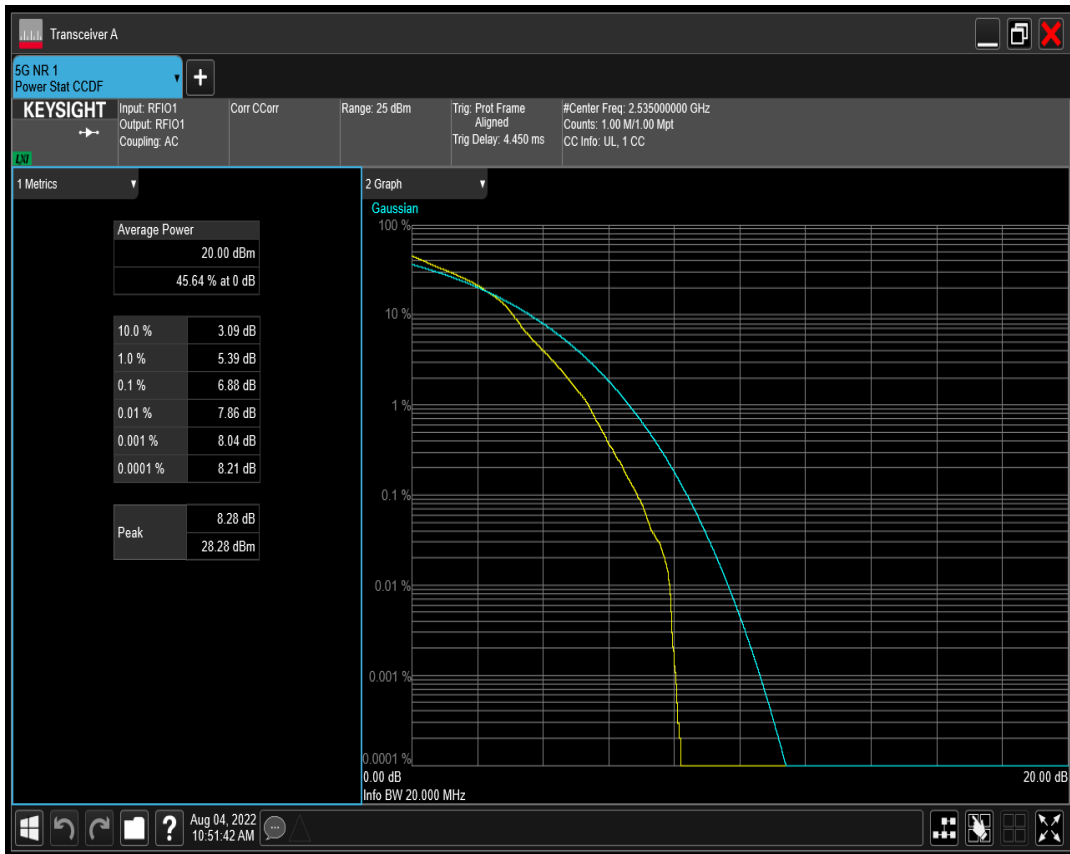 Transceiver A
5G NR 1
Power Stat CCDF
+
KEYSIGHT
LXI
Input: RFIO1
Output: RFIO1
Coupling: AC
Corr CCorr
Range: 25 dBm
Trig: Prot Frame
Aligned
Trig Delay: 4.450 ms
#Center Freq: 2.535000000 GHz
Counts: 1.00 M/1.00 Mpt
CC Info: UL, 1 CC
1 Metrics
Average Power
20.00 dBm
45.64 % at 0 dB
10.0 % 3.09 dB
1.0 % 5.39 dB
0.1 % 6.88 dB
0.01 % 7.86 dB
0.001 % 8.04 dB
0.0001 % 8.21 dB
Peak
8.28 dB
28.28 dBm
2 Graph
Gaussian
100 %
10 %
1 %
0.1 %
0.01 %
0.001 %
0.0001 %
0.00 dB 20.00 dB
Info BW 20.000 MHz
?
Aug 04, 2022
10:51:42 AM